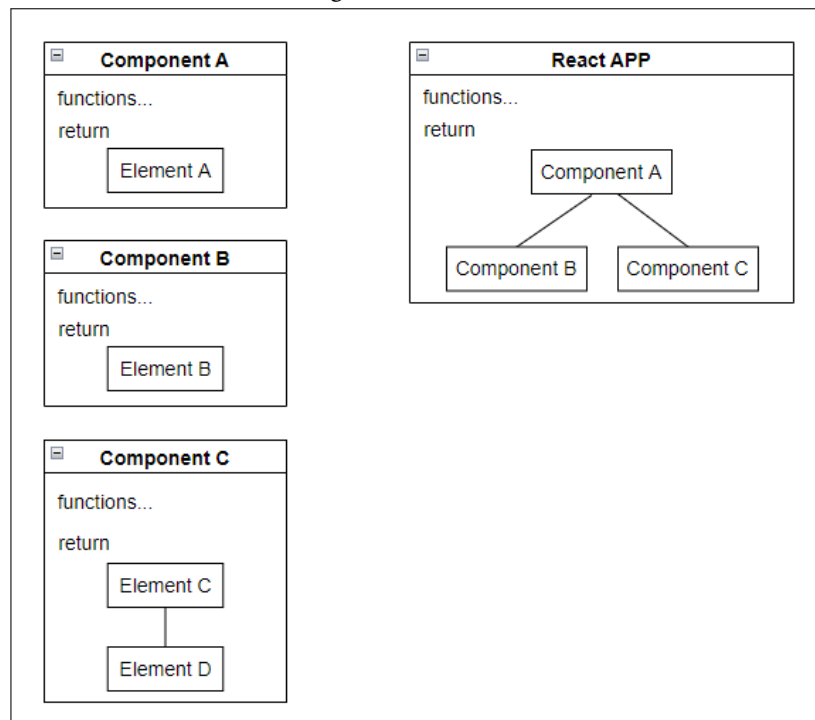 Component A
functions...
return
Element A
Component B
functions...
return
Element B
Component C
functions...
return
Element C
Element D
React APP
functions...
return
Component A
Component B
Component C